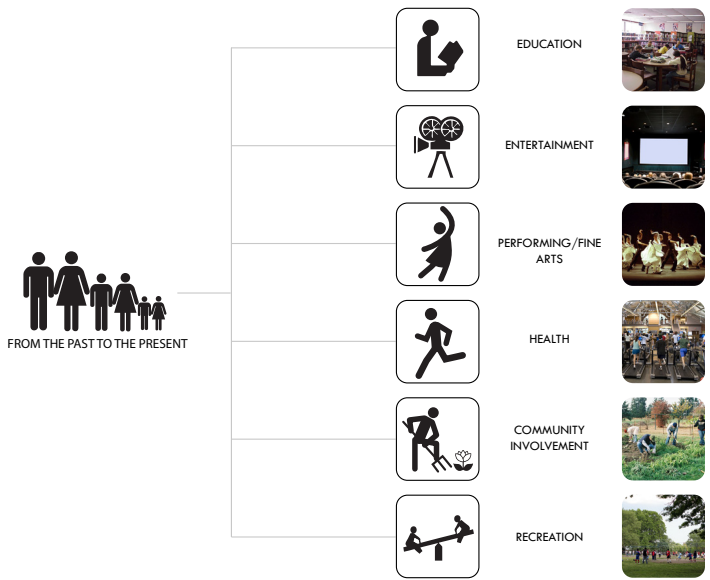 EDUCATION
ENTERTAINMENT
PERFORMING/FINE
ARTS
HEALTH
FROM THE PAST TO THE PRESENT
COMMUNITY
INVOLVEMENT
RECREATION